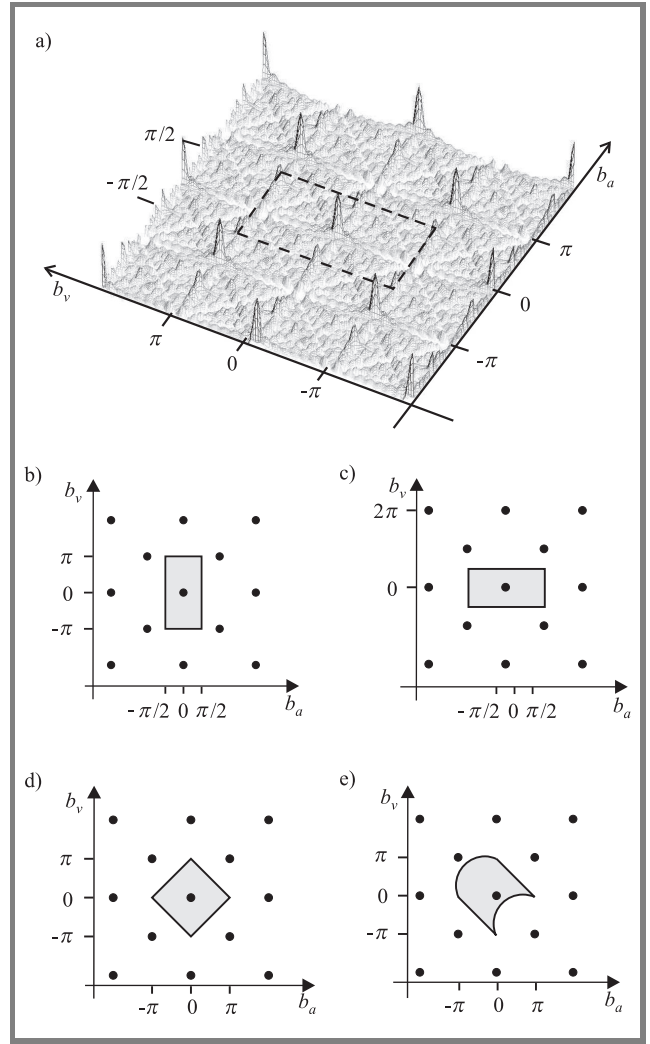 a)
π/2
-π/2
b_a
b_v
π
0
-π
π
0
-π
b)
b_v
π
0
-π
-π/2 0 π/2
b_a
c)
b_v
2π
0
-π/2 0 π/2
b_a
d)
b_v
π
0
-π
-π 0 π
b_a
e)
b_v
π
0
-π
-π 0 π
b_a